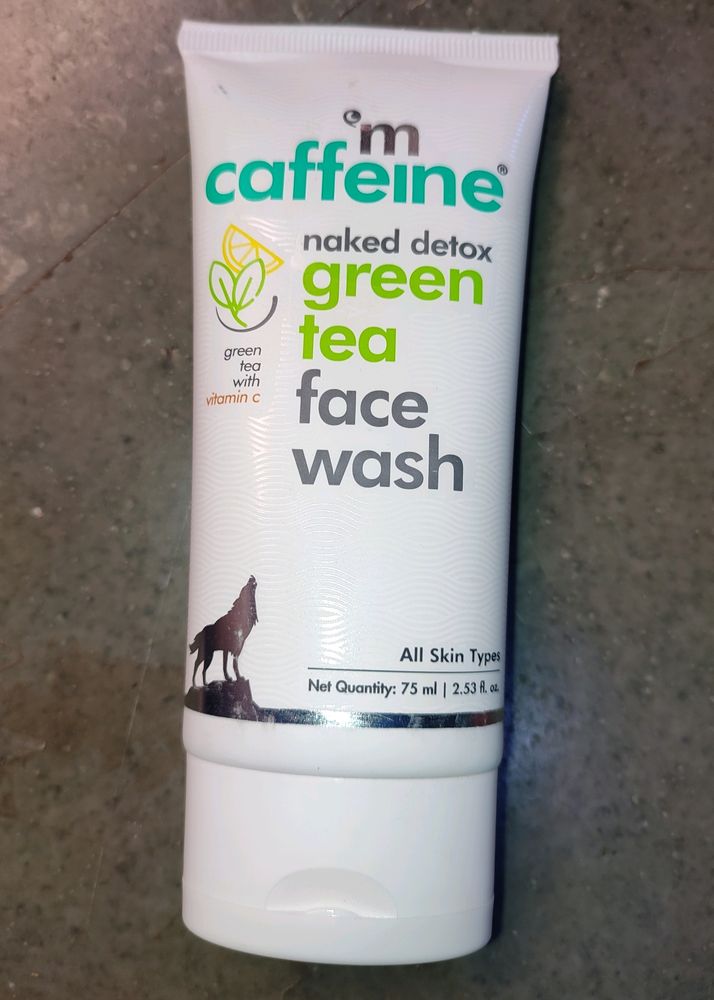 'm
caffeine®
naked detox
green
tea
face
wash
green
tea
with
vitamin c
All Skin Types
Net Quantity: 75 ml | 2.53 fl. oz.